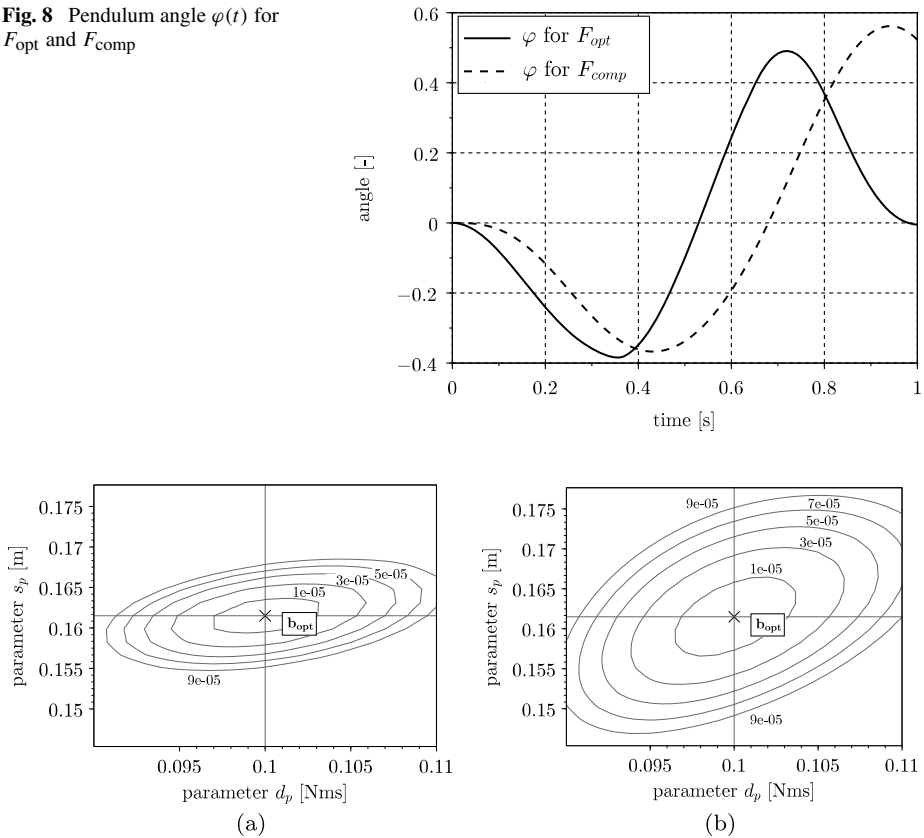 Fig. 8 Pendulum angle φ(t) for
F_opt and F_comp
0.6
0.4
0.2
0
−0.2
−0.4
angle [-]
φ for F_opt
φ for F_comp
0 0.2 0.4 0.6 0.8 1
time [s]
0.175
0.17
0.165
0.16
0.155
0.15
parameter s_p [m]
5e-05
3e-05
1e-05
b_opt
9e-05
0.095 0.1 0.105 0.11
parameter d_p [Nms]
(a)
0.175
0.17
0.165
0.16
0.155
0.15
parameter s_p [m]
9e-05 7e-05
5e-05
3e-05
1e-05
b_opt
9e-05
0.095 0.1 0.105 0.11
parameter d_p [Nms]
(b)